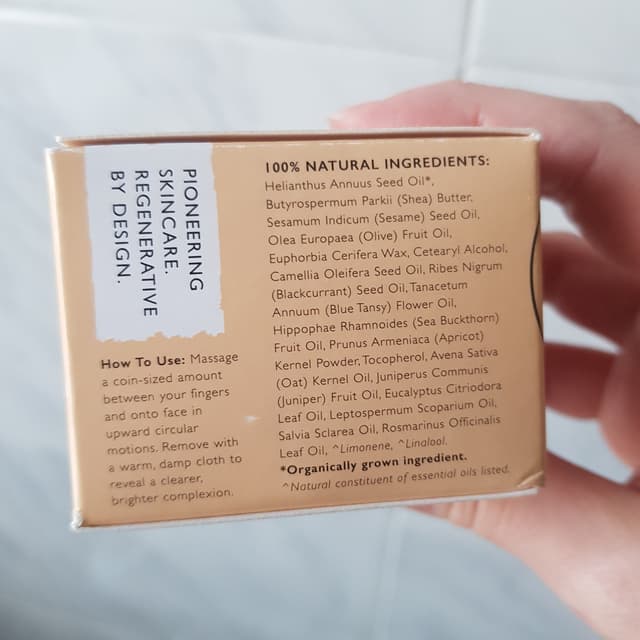 PIONEERING
SKINCARE.
REGENERATIVE
BY DESIGN.
How To Use: Massage
a coin-sized amount
between your fingers
and onto face in
upward circular
motions. Remove with
a warm, damp cloth to
reveal a clearer,
brighter complexion.
100% NATURAL INGREDIENTS:
Helianthus Annuus Seed Oil*,
Butyrospermum Parkii (Shea) Butter,
Sesamum Indicum (Sesame) Seed Oil,
Olea Europaea (Olive) Fruit Oil,
Euphorbia Cerifera Wax, Cetearyl Alcohol,
Camellia Oleifera Seed Oil, Ribes Nigrum
(Blackcurrant) Seed Oil, Tanacetum
Annuum (Blue Tansy) Flower Oil,
Hippophae Rhamnoides (Sea Buckthorn)
Fruit Oil, Prunus Armeniaca (Apricot)
Kernel Powder, Tocopherol, Avena Sativa
(Oat) Kernel Oil, Juniperus Communis
(Juniper) Fruit Oil, Eucalyptus Citriodora
Leaf Oil, Leptospermum Scoparium Oil,
Salvia Sclarea Oil, Rosmarinus Officinalis
Leaf Oil, ^Limonene, ^Linalool.
*Organically grown ingredient.
^Natural constituent of essential oils listed.